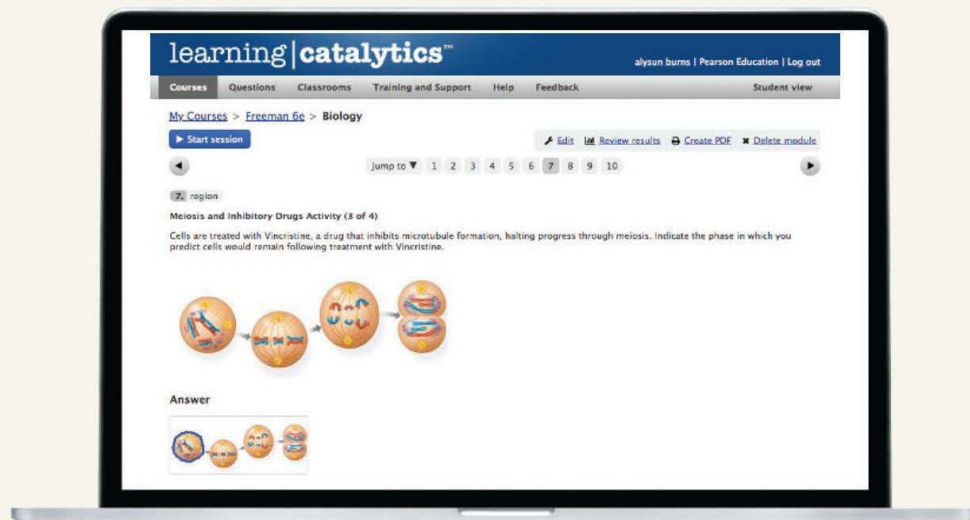 learning|catalytics™
alysun burns | Pearson Education | Log out
Courses Questions Classrooms Training and Support Help Feedback Student view
My Courses > Freeman 6e > Biology
Start session
Edit Review results Create PDF Delete module
Jump to ▼ 1 2 3 4 5 6 7 8 9 10
7. region
Meiosis and Inhibitory Drugs Activity (3 of 4)
Cells are treated with Vincristine, a drug that inhibits microtubule formation, halting progress through meiosis. Indicate the phase in which you
predict cells would remain following treatment with Vincristine.
Answer